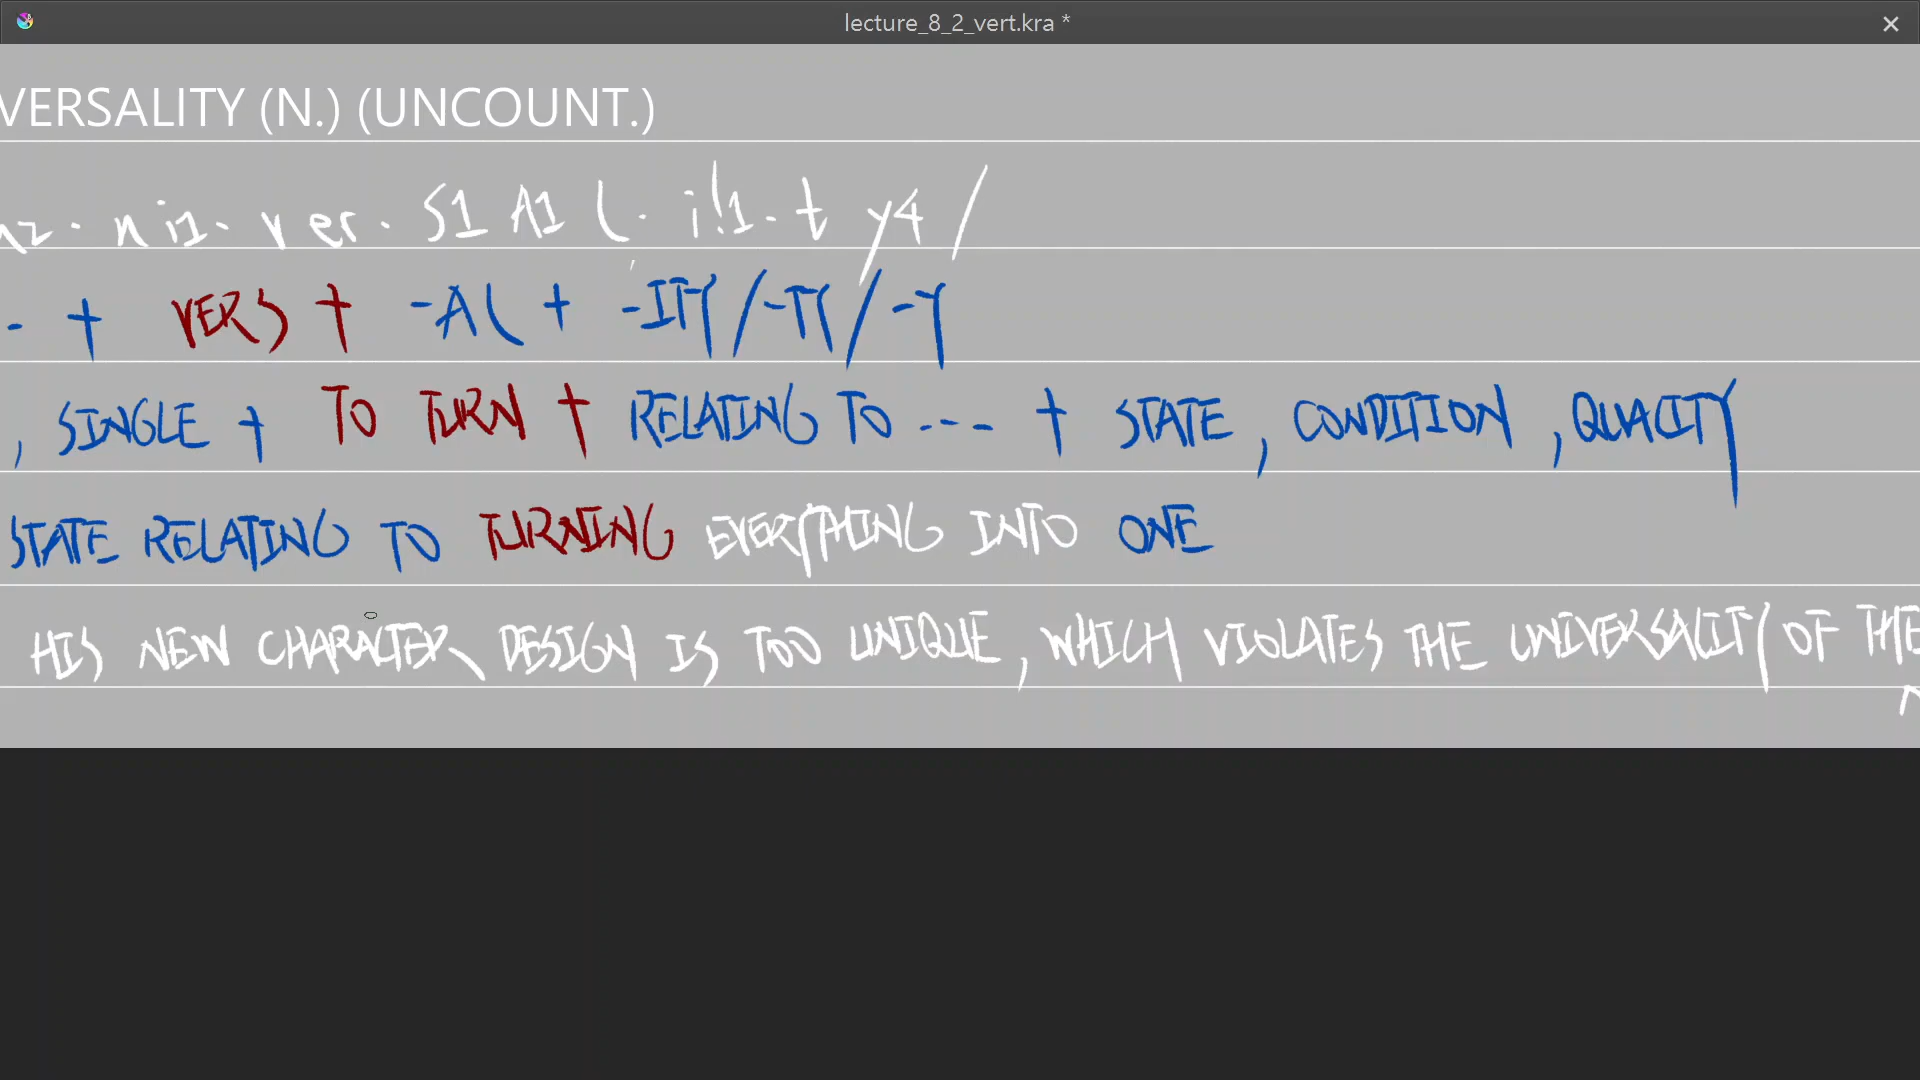 lecture_8_2_vert.kra *
VERSALITY (N.) (UNCOUNT.)
n2. ni1. ver. S1 A1 l. i!1. t y4 /
- + VERS + -AL + -ITY / -TY / -Y
, SINGLE + TO TURN + RELATING TO --- + STATE, CONDITION, QUALITY
STATE RELATING TO TURNING EVERYTHING INTO ONE
HIS NEW CHARACTER DESIGN IS TOO UNIQUE, WHICH VIOLATES THE UNIVERSALITY OF THE